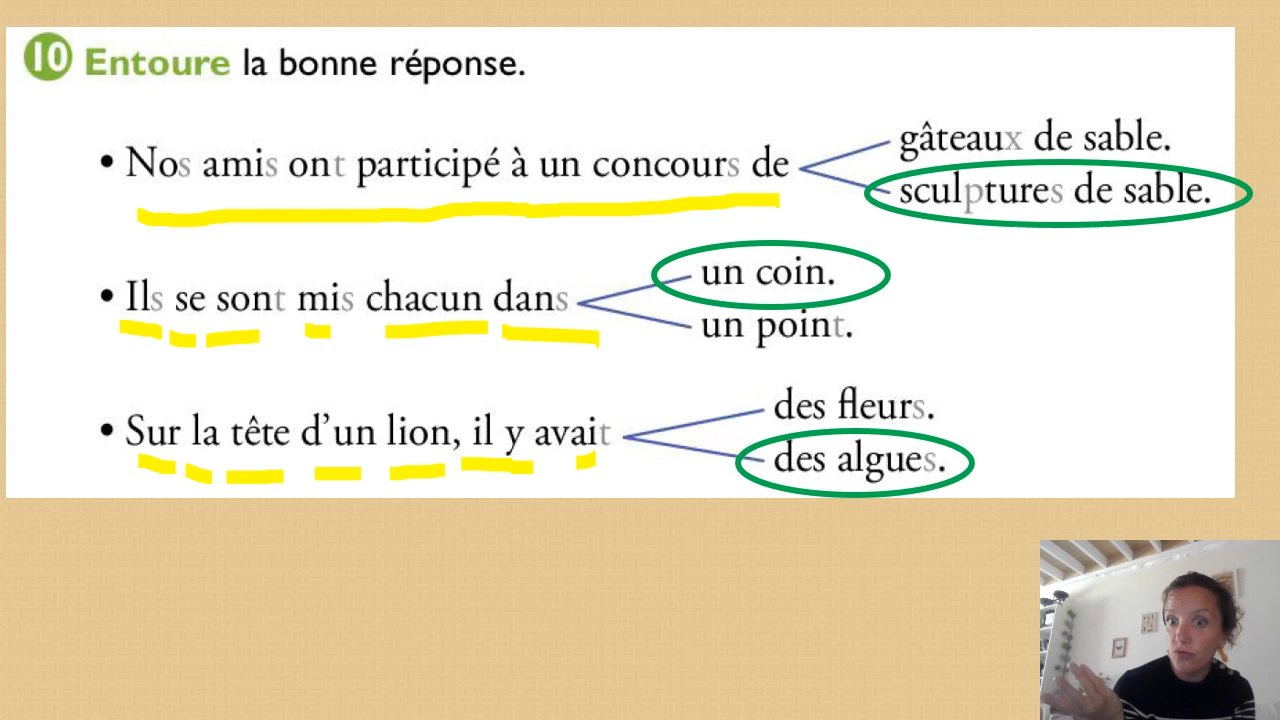 10 Entoure la bonne réponse.
• Nos amis ont participé à un concours de
gâteaux de sable.
sculptures de sable.
• Ils se sont mis chacun dans
un coin.
un point.
• Sur la tête d'un lion, il y avait
des fleurs.
des algues.